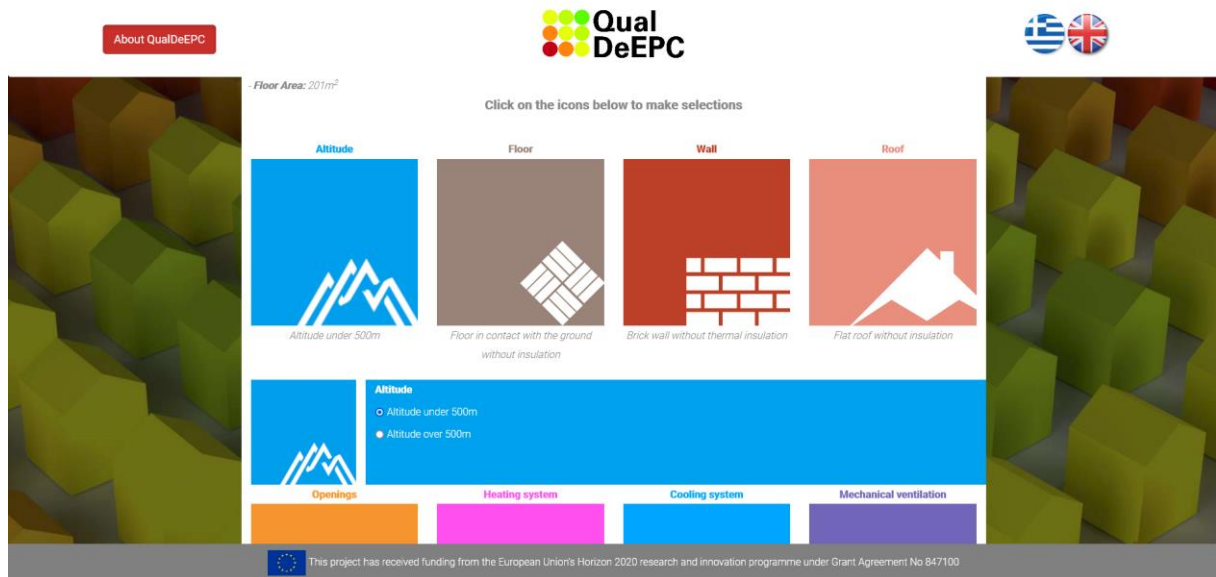 About QualDeEPC
Qual
DeEPC
- Floor Area: 201m²
Click on the icons below to make selections
Altitude
Floor
Wall
Roof
Altitude under 500m
Floor in contact with the ground
without insulation
Brick wall without thermal insulation
Flat roof without insulation
Altitude
Altitude under 500m
Altitude over 500m
Openings
Heating system
Cooling system
Mechanical ventilation
This project has received funding from the European Union's Horizon 2020 research and innovation programme under Grant Agreement No 847100